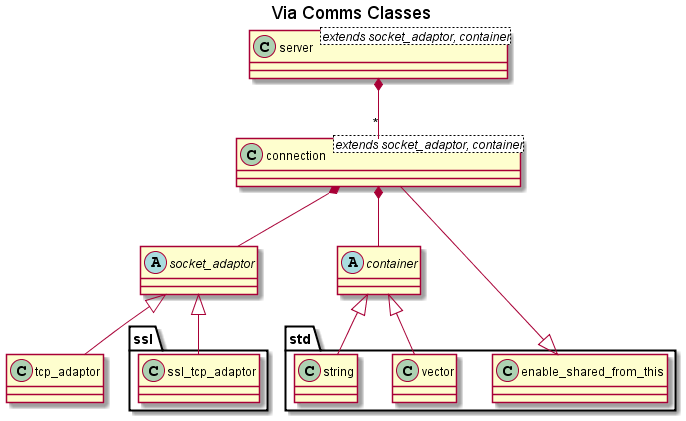 Via Comms Classes
extends socket_adaptor, container
C server
*
extends socket_adaptor, container
C connection
A socket_adaptor
A container
ssl
std
C tcp_adaptor
C ssl_tcp_adaptor
C string
C vector
C enable_shared_from_this